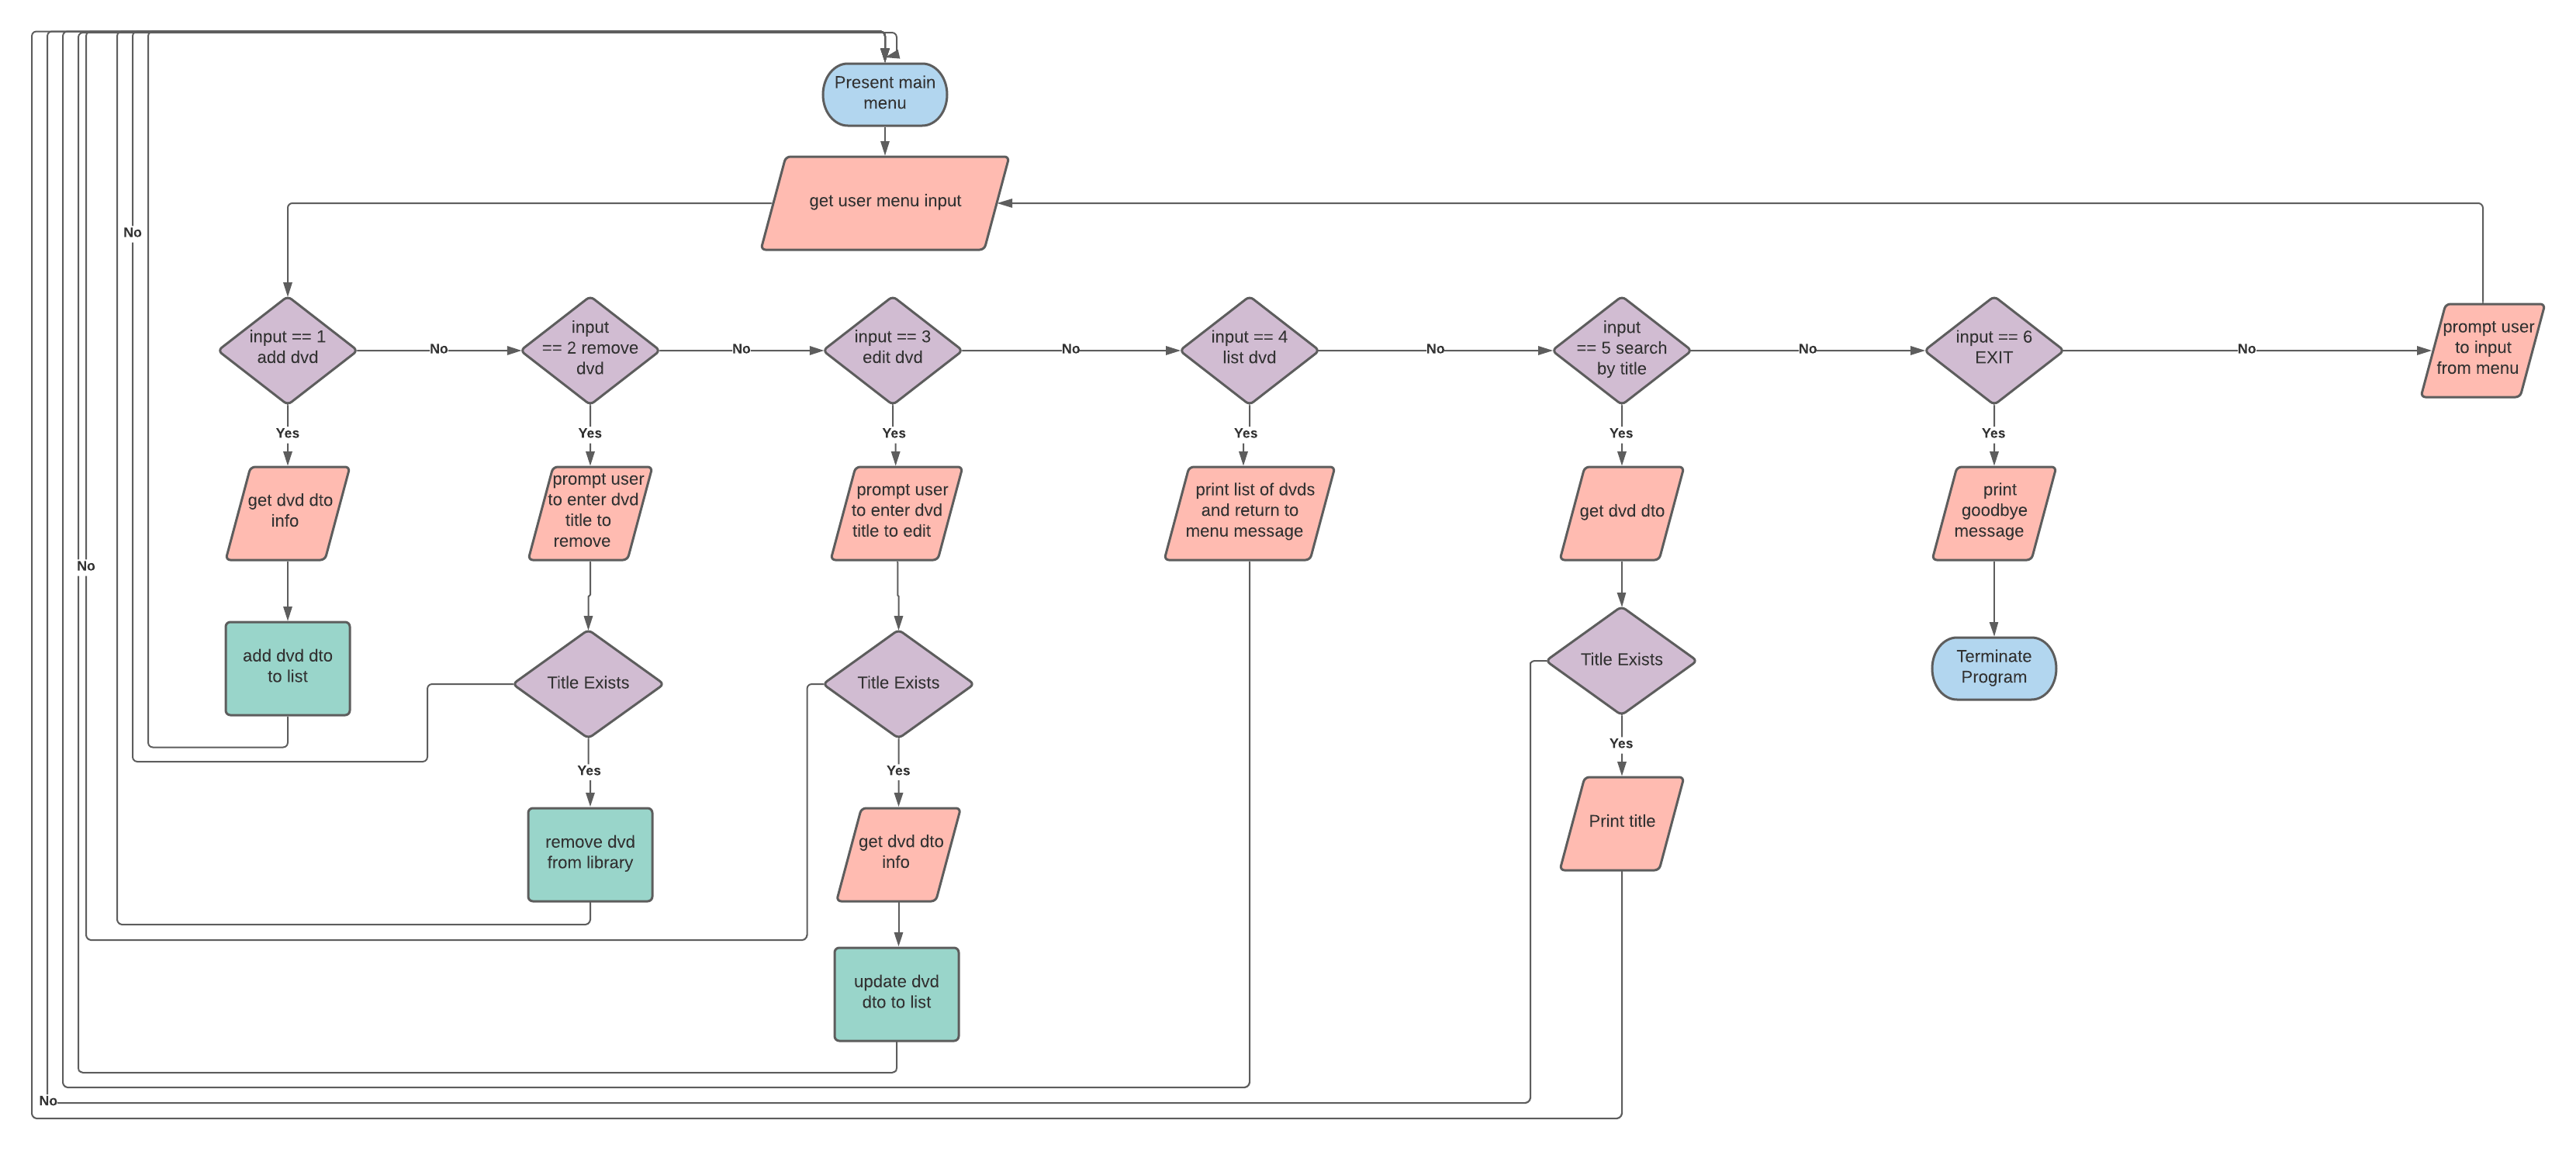 Present main
menu
get user menu input
No
input == 1
add dvd
No
input
== 2 remove
dvd
No
input == 3
edit dvd
No
input == 4
list dvd
No
input
== 5 search
by title
No
input == 6
EXIT
No
prompt user
to input
from menu
Yes
Yes
Yes
Yes
Yes
Yes
get dvd dto
info
prompt user
to enter dvd
title to
remove
prompt user
to enter dvd
title to edit
print list of dvds
and return to
menu message
get dvd dto
print
goodbye
message
No
add dvd dto
to list
Title Exists
Title Exists
Title Exists
Terminate
Program
Yes
Yes
Yes
remove dvd
from library
get dvd dto
info
Print title
update dvd
dto to list
No